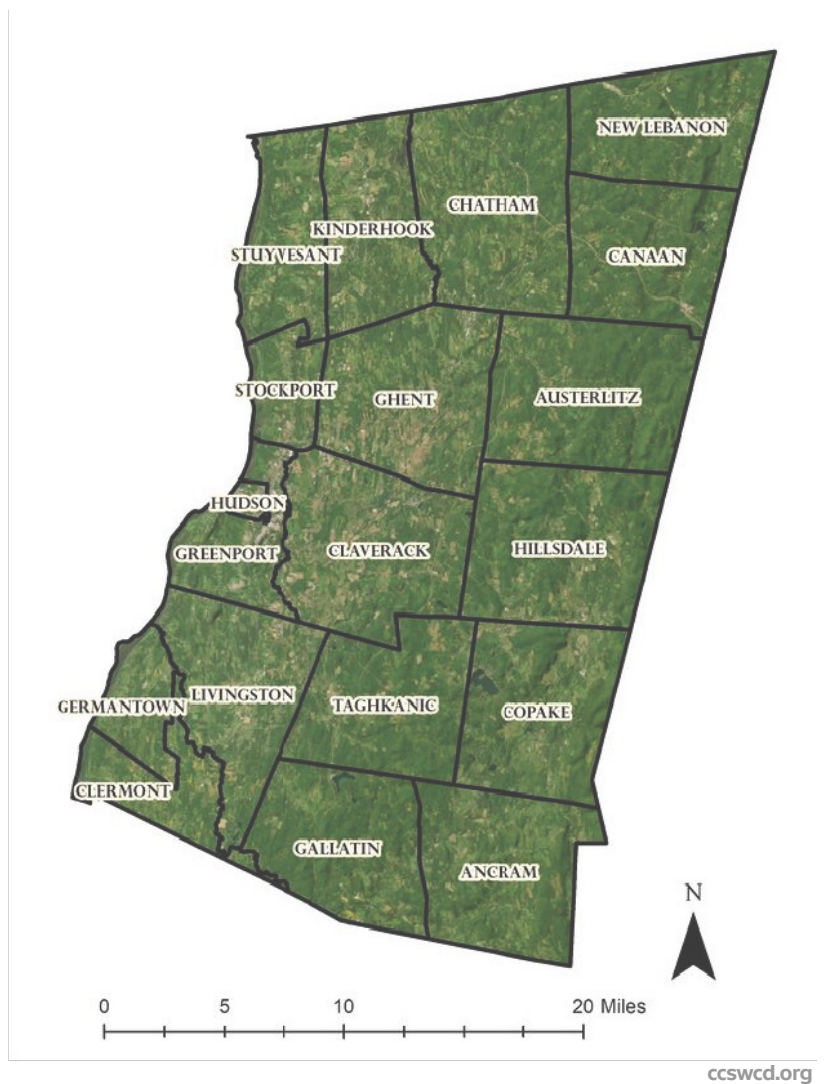 NEW LEBANON
CHATHAM
KINDERHOOK
STUYVESANT
CANAAN
STOCKPORT
GHENT
AUSTERLITZ
HUDSON
GREENPORT
CLAVERACK
HILLSDALE
GERMANTOWN
LIVINGSTON
TAGHKANIC
COPAKE
CLERMONT
GALLATIN
ANCRAM
N
0 5 10 20 Miles
ccswcd.org